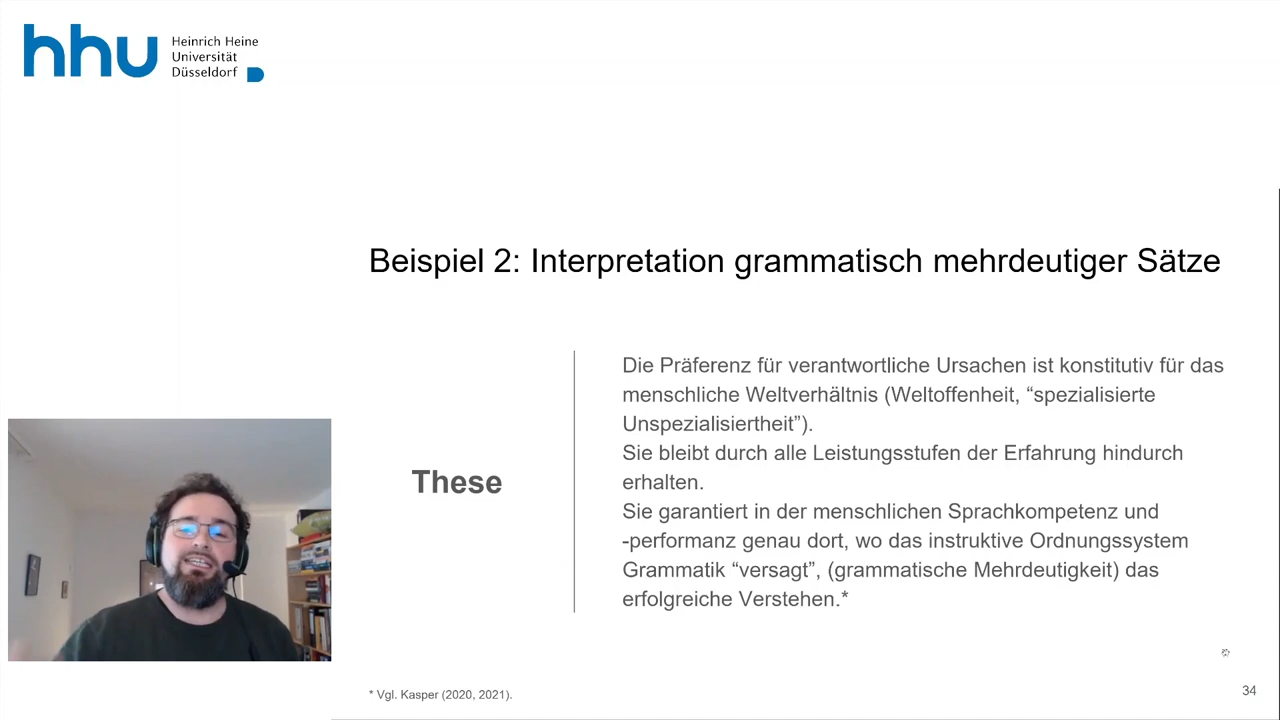 hhu
Heinrich Heine
Universität
Düsseldorf
Beispiel 2: Interpretation grammatisch mehrdeutiger Sätze
These
Die Präferenz für verantwortliche Ursachen ist konstitutiv für das
menschliche Weltverhältnis (Weltoffenheit, “spezialisierte
Unspezialisiertheit”).
Sie bleibt durch alle Leistungsstufen der Erfahrung hindurch
erhalten.
Sie garantiert in der menschlichen Sprachkompetenz und
-performanz genau dort, wo das instruktive Ordnungssystem
Grammatik “versagt”, (grammatische Mehrdeutigkeit) das
erfolgreiche Verstehen.*
* Vgl. Kasper (2020, 2021).
34